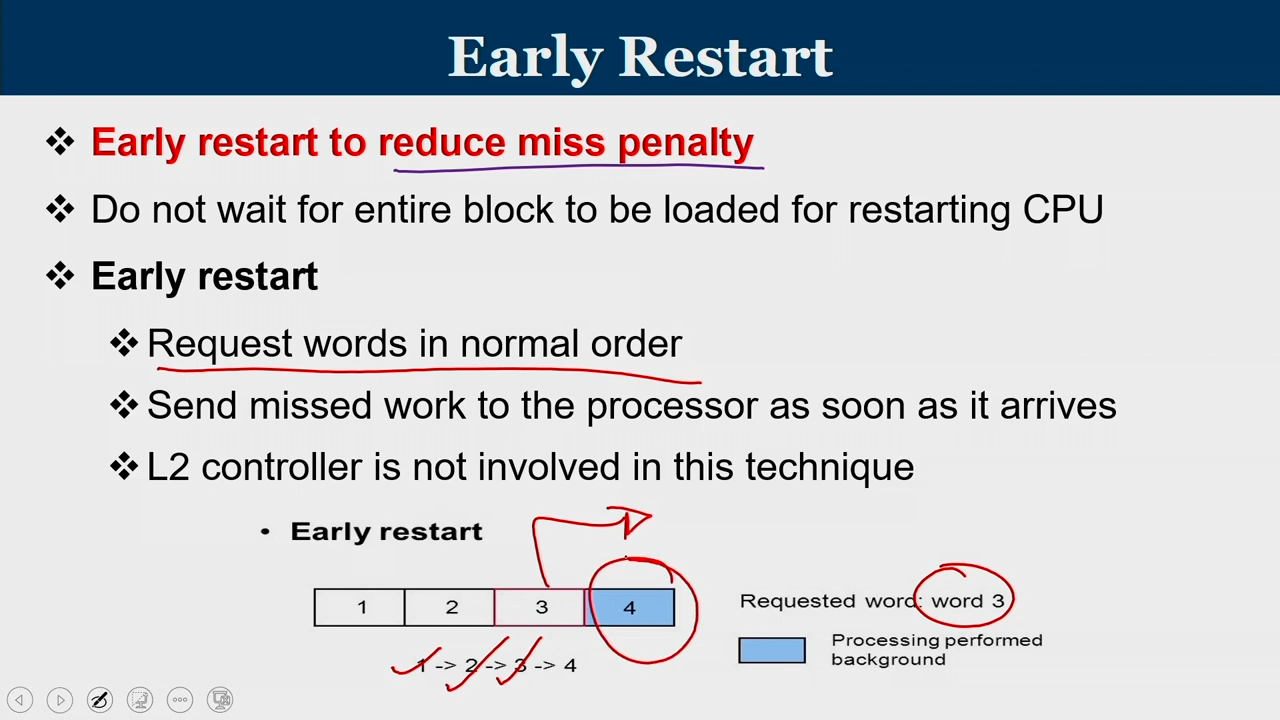 Early Restart
❖ Early restart to reduce miss penalty
❖ Do not wait for entire block to be loaded for restarting CPU
❖ Early restart
❖ Request words in normal order
❖ Send missed work to the processor as soon as it arrives
❖ L2 controller is not involved in this technique
• Early restart
1 2 3 4
Requested word: word 3
Processing performed
background
1 -> 2 -> 3 -> 4